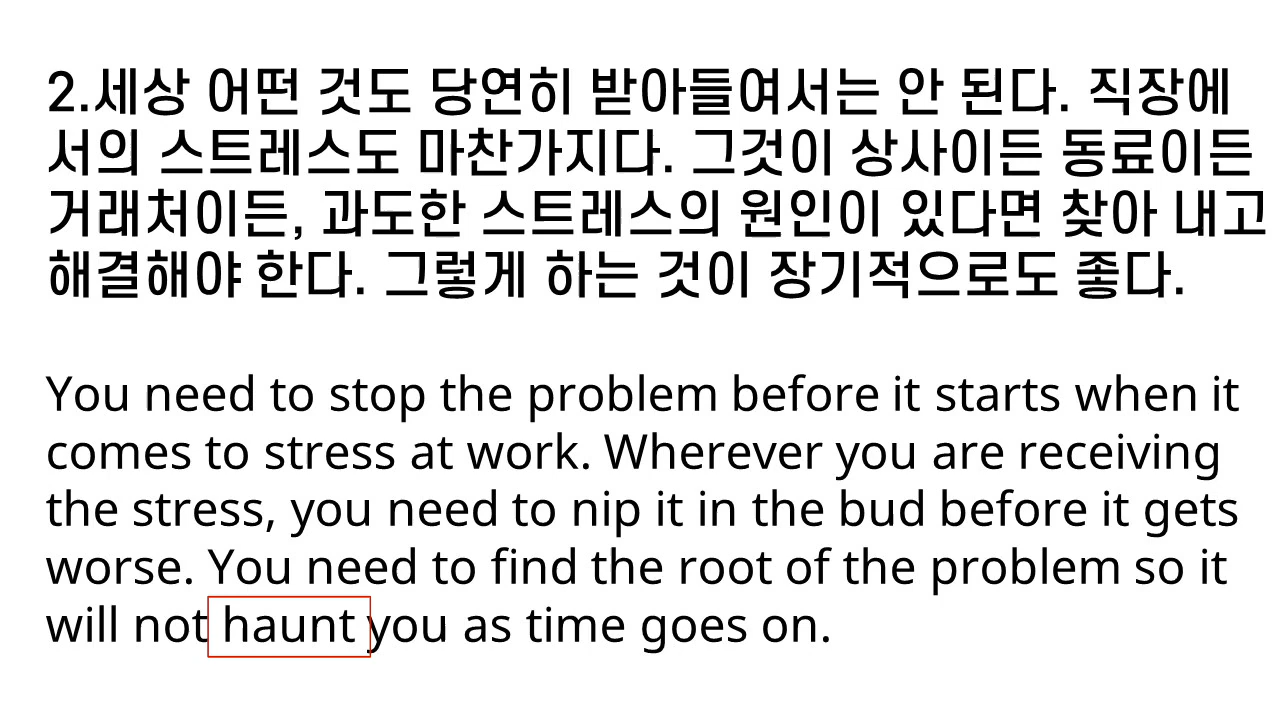 2.세상 어떤 것도 당연히 받아들여서는 안 된다. 직장에
서의 스트레스도 마찬가지다. 그것이 상사이든 동료이든
거래처이든, 과도한 스트레스의 원인이 있다면 찾아 내고
해결해야 한다. 그렇게 하는 것이 장기적으로도 좋다.
You need to stop the problem before it starts when it
comes to stress at work. Wherever you are receiving
the stress, you need to nip it in the bud before it gets
worse. You need to find the root of the problem so it
will not haunt you as time goes on.